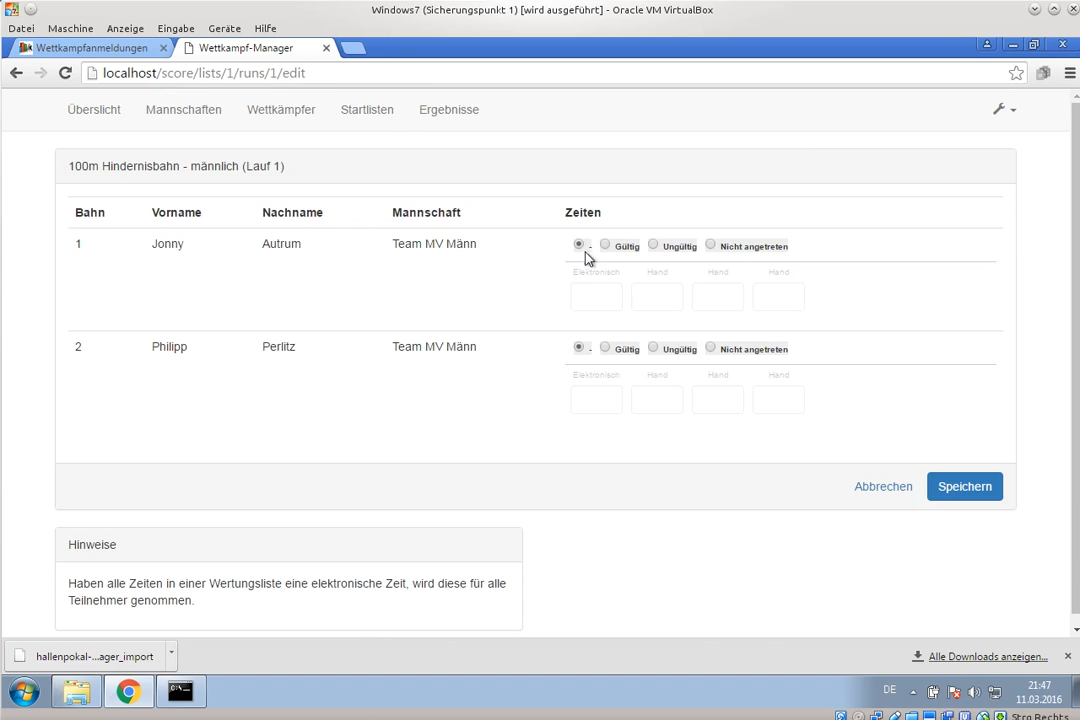 Windows7 (Sicherungspunkt 1) [wird ausgeführt] - Oracle VM VirtualBox
Datei Maschine Anzeige Eingabe Geräte Hilfe
Wettkampfanmeldungen Wettkampf-Manager
localhost/score/lists/1/runs/1/edit
Übersicht Mannschaften Wettkämpfer Startlisten Ergebnisse
100m Hindernisbahn - männlich (Lauf 1)
Bahn Vorname Nachname Mannschaft Zeiten
1 Jonny Autrum Team MV Männ - Gültig Ungültig Nicht angetreten
Elektronisch Hand Hand Hand
2 Philipp Perlitz Team MV Männ - Gültig Ungültig Nicht angetreten
Elektronisch Hand Hand Hand
Abbrechen Speichern
Hinweise
Haben alle Zeiten in einer Wertungsliste eine elektronische Zeit, wird diese für alle
Teilnehmer genommen.
hallenpokal-...ager_import Alle Downloads anzeigen...
DE 21:47
11.03.2016
Strg Rechts